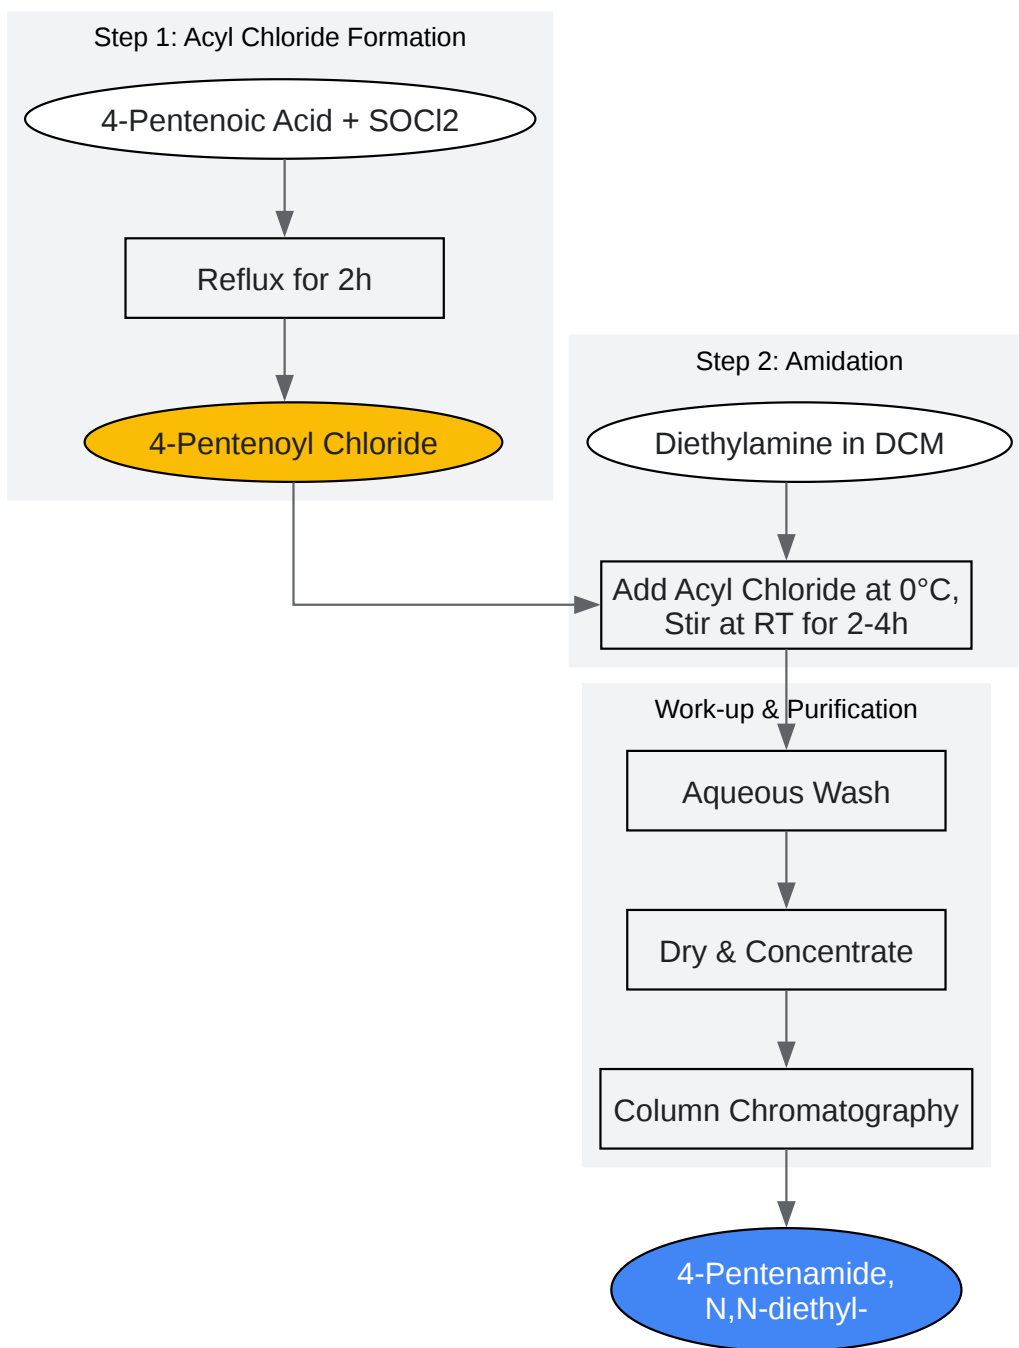 Step 1: Acyl Chloride Formation
4-Pentenoic Acid + SOCl2
Reflux for 2h
4-Pentenoyl Chloride
Step 2: Amidation
Diethylamine in DCM
Add Acyl Chloride at 0°C,
Stir at RT for 2-4h
Work-up & Purification
Aqueous Wash
Dry & Concentrate
Column Chromatography
4-Pentenamide,
N,N-diethyl-